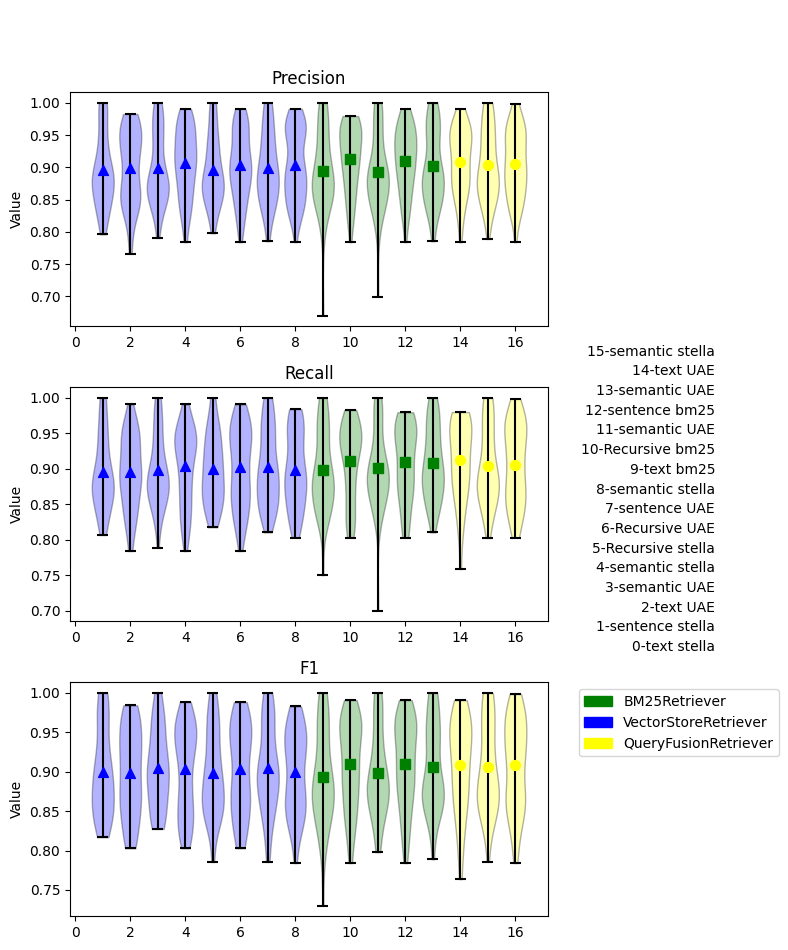 Precision
1.00
0.95
0.90
0.85
0.80
0.75
0.70
Value
0 2 4 6 8 10 12 14 16
Recall
1.00
0.95
0.90
0.85
0.80
0.75
0.70
Value
0 2 4 6 8 10 12 14 16
F1
1.00
0.95
0.90
0.85
0.80
0.75
Value
0 2 4 6 8 10 12 14 16
15-semantic stella
14-text UAE
13-semantic UAE
12-sentence bm25
11-semantic UAE
10-Recursive bm25
9-text bm25
8-semantic stella
7-sentence UAE
6-Recursive UAE
5-Recursive stella
4-semantic stella
3-semantic UAE
2-text UAE
1-sentence stella
0-text stella
BM25Retriever
VectorStoreRetriever
QueryFusionRetriever